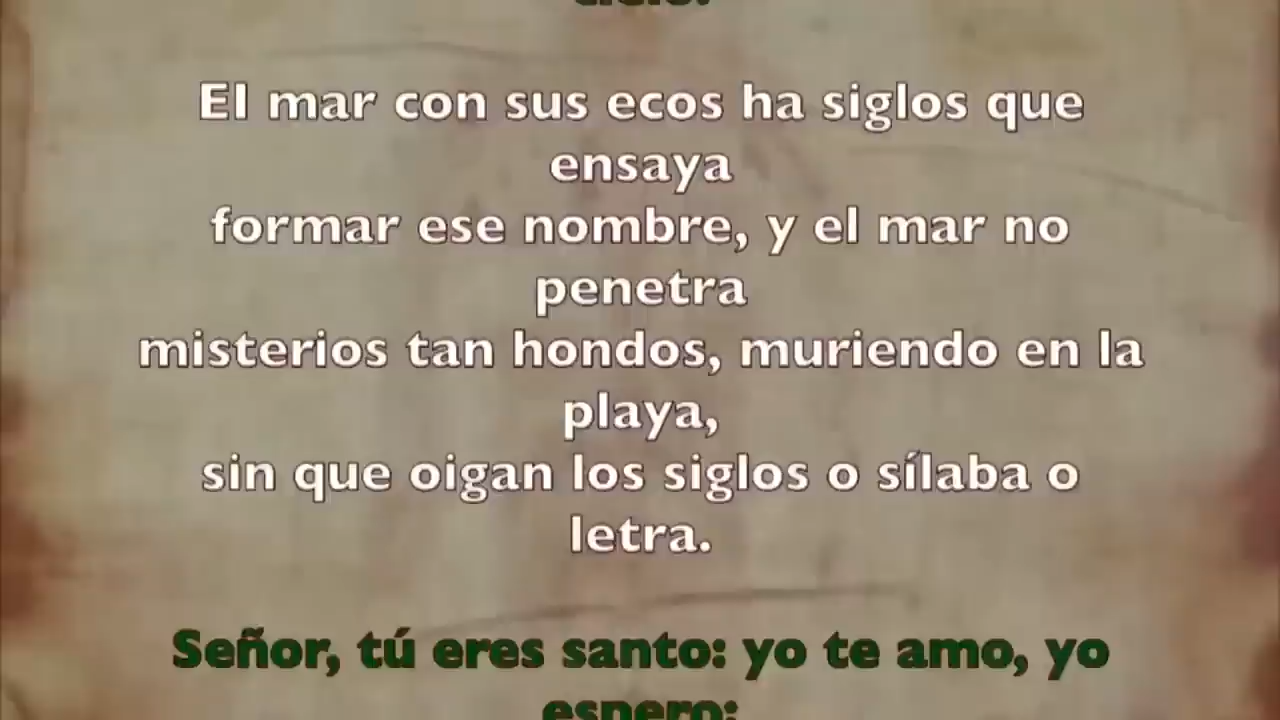 El mar con sus ecos ha siglos que
ensaya
formar ese nombre, y el mar no
penetra
misterios tan hondos, muriendo en la
playa,
sin que oigan los siglos o sílaba o
letra.
Señor, tú eres santo: yo te amo, yo
espero: